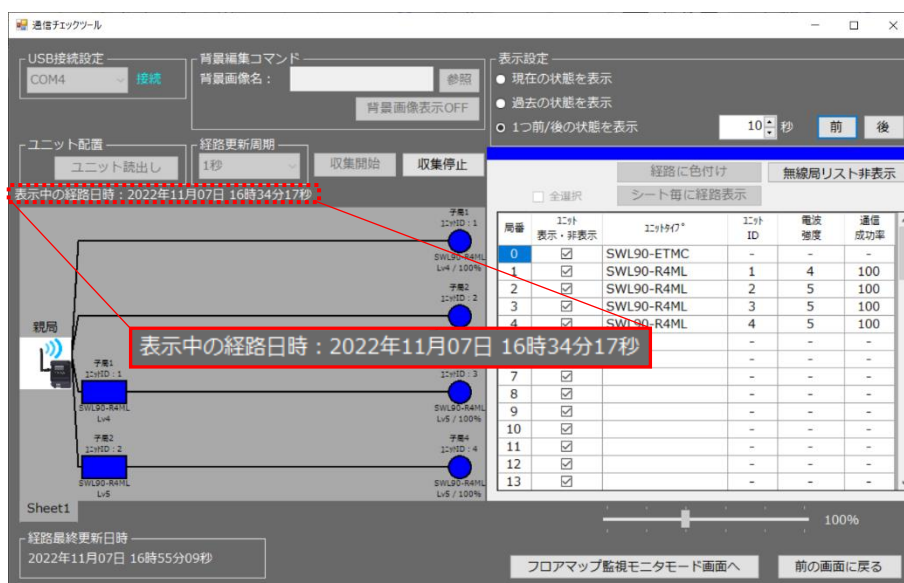 通信チェックツール
USB接続設定
COM4
接続
背景編集コマンド
背景画像名：
参照
背景画像表示OFF
表示設定
現在の状態を表示
過去の状態を表示
1つ前/後の状態を表示
10
秒
前
後
ユニット配置
ユニット読出し
経路更新周期
1秒
収集開始
収集停止
表示中の経路日時：2022年11月07日 16時34分17秒
経路に色付け
無線局リスト非表示
全選択
シート毎に経路表示
局番 ﾕﾆｯﾄ 表示・非表示 ﾕﾆｯﾄﾀｲﾌﾟ ﾕﾆｯﾄ ID 電波 強度 通信 成功率
0 SWL90-ETMC - - -
1 SWL90-R4ML 1 4 100
2 SWL90-R4ML 2 5 100
3 SWL90-R4ML 3 5 100
4 SWL90-R4ML 4 5 100
- - -
- - -
7 - - -
8 - - -
9 - - -
10 - - -
11 - - -
12 - - -
13 - - -
子局1
ﾕﾆｯﾄID : 1
SWL90-R4ML
Lv4 / 100%
子局2
ﾕﾆｯﾄID : 2
親局
表示中の経路日時：2022年11月07日 16時34分17秒
子局1
ﾕﾆｯﾄID : 1
SWL90-R4ML
Lv4
ﾕﾆｯﾄID : 3
SWL90-R4ML
Lv5 / 100%
子局2
ﾕﾆｯﾄID : 2
SWL90-R4ML
Lv5
子局4
ﾕﾆｯﾄID : 4
SWL90-R4ML
Lv5 / 100%
Sheet1
100%
経路最終更新日時
2022年11月07日 16時55分09秒
フロアマップ監視モニタモード画面へ
前の画面に戻る